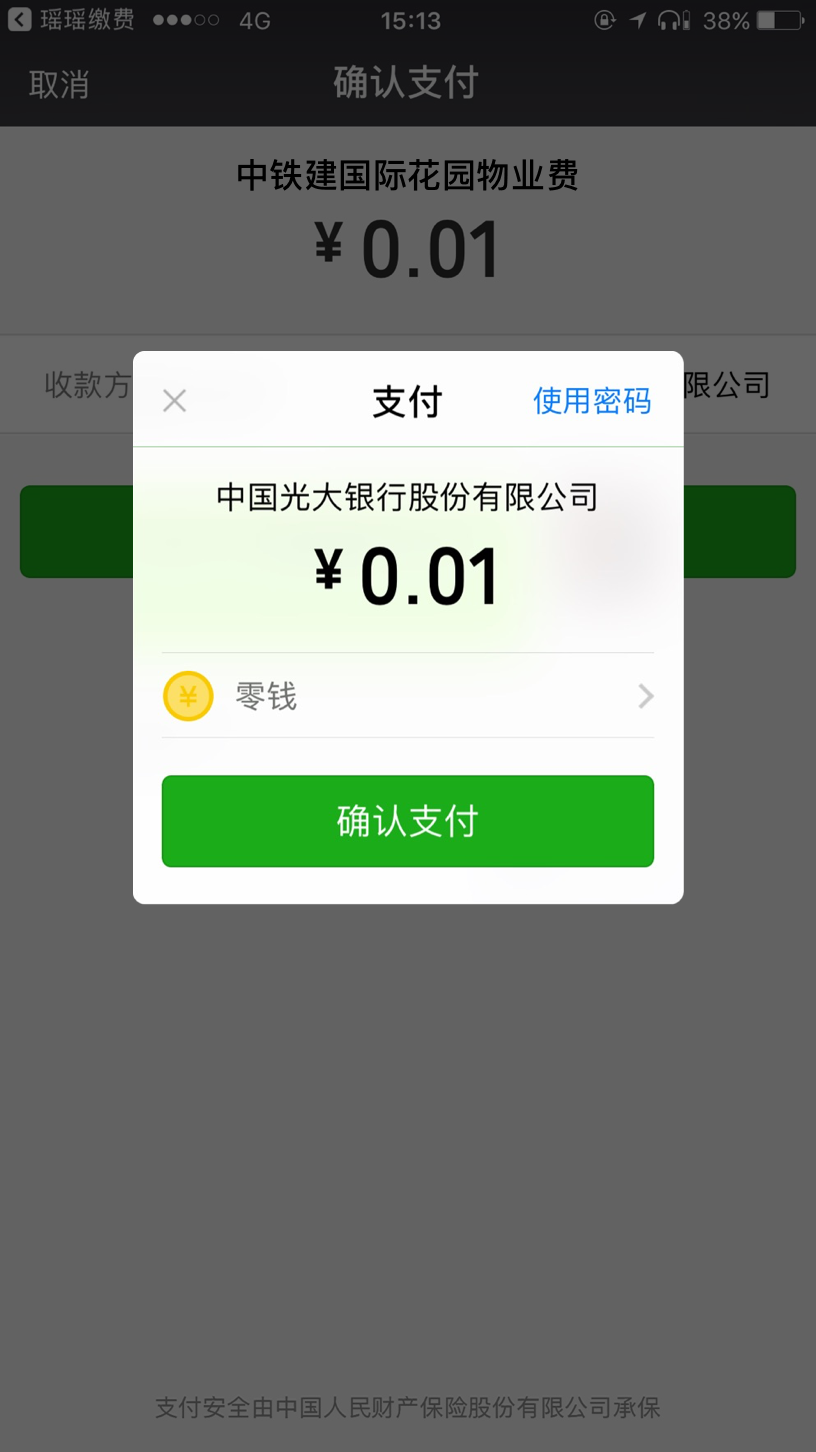 瑶瑶缴费 4G 15:13 38%
取消 确认支付
中铁建国际花园物业费
¥0.01
收款方 限公司
× 支付 使用密码
中国光大银行股份有限公司
¥0.01
¥ 零钱
确认支付
支付安全由中国人民财产保险股份有限公司承保